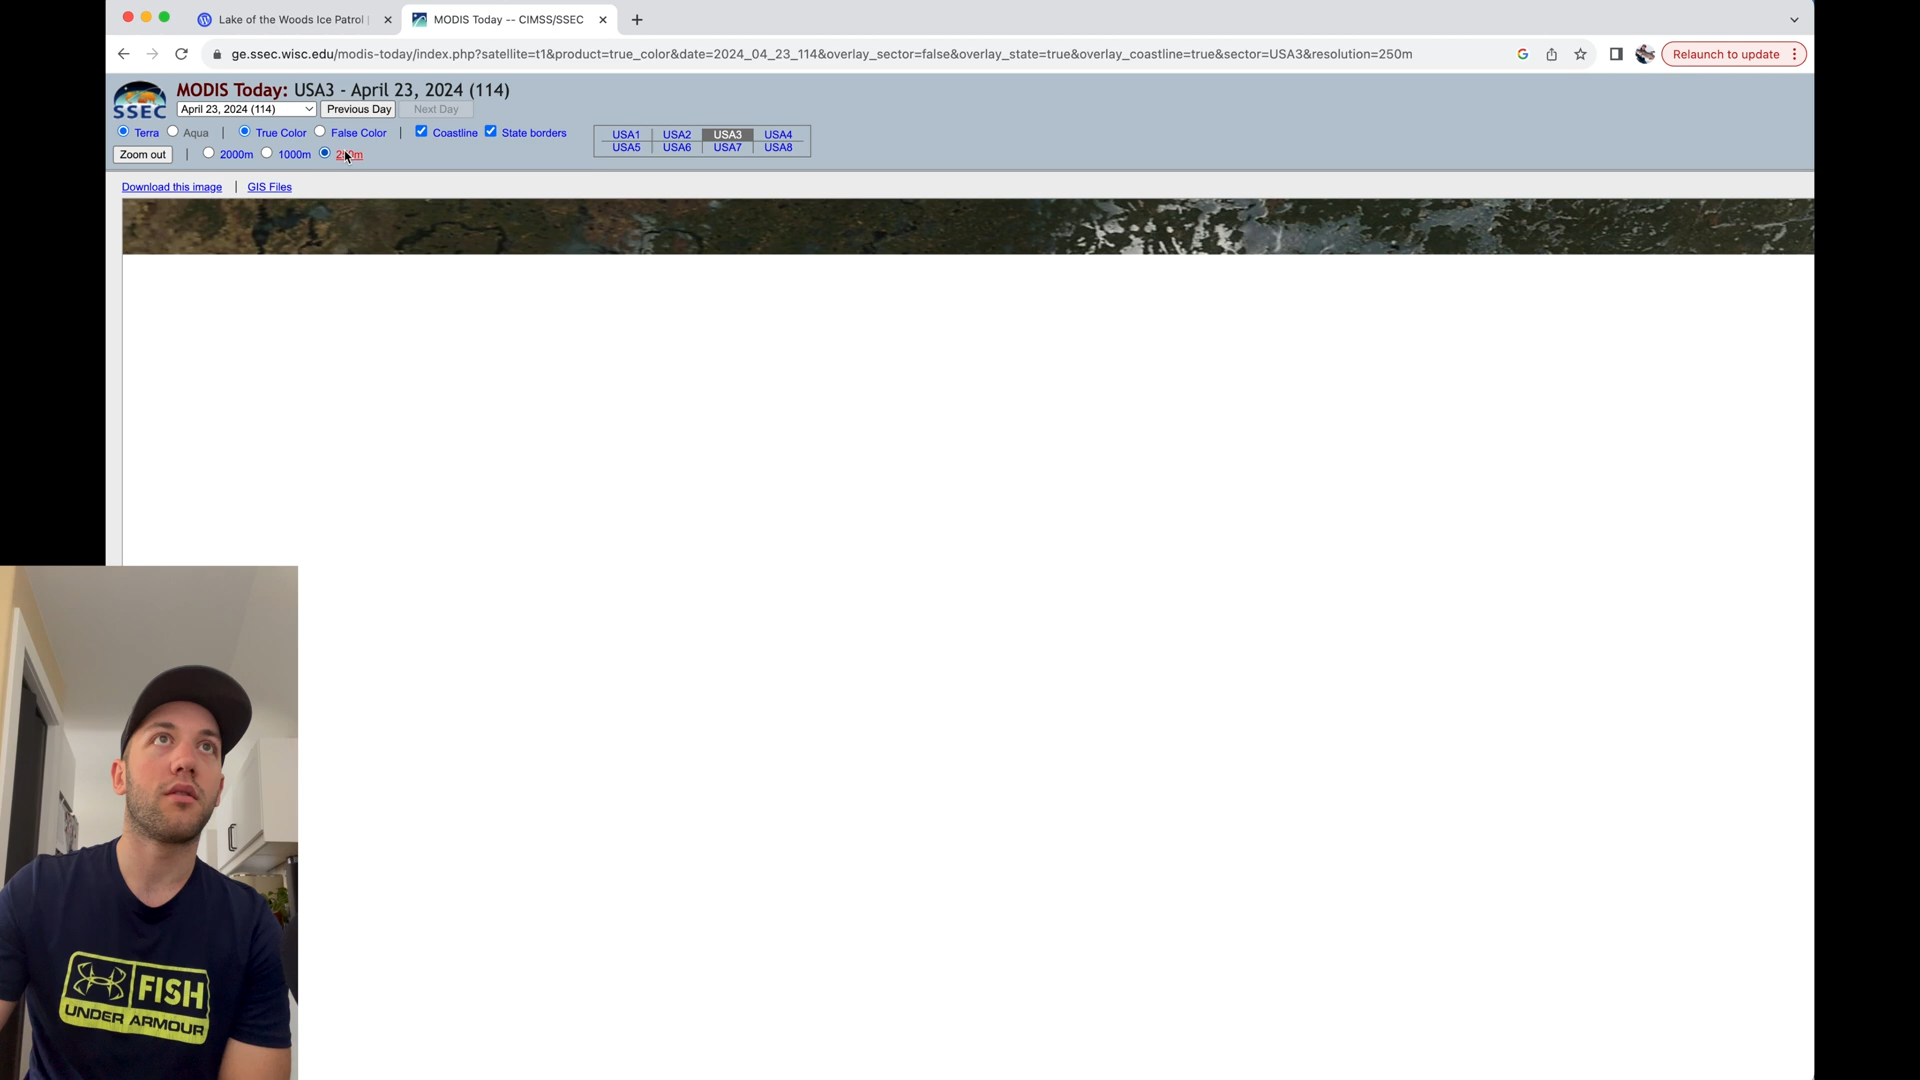 Lake of the Woods Ice Patrol
MODIS Today -- CIMSS/SSEC
ge.ssec.wisc.edu/modis-today/index.php?satellite=t1&product=true_color&date=2024_04_23_114&overlay_sector=false&overlay_state=true&overlay_coastline=true&sector=USA3&resolution=250m
Relaunch to update
SSEC
MODIS Today: USA3 - April 23, 2024 (114)
April 23, 2024 (114) Previous Day Next Day
Terra Aqua | True Color False Color | Coastline State borders
USA1 USA2 USA3 USA4
USA5 USA6 USA7 USA8
Zoom out | 2000m 1000m
Download this image | GIS Files
FISH
UNDER ARMOUR